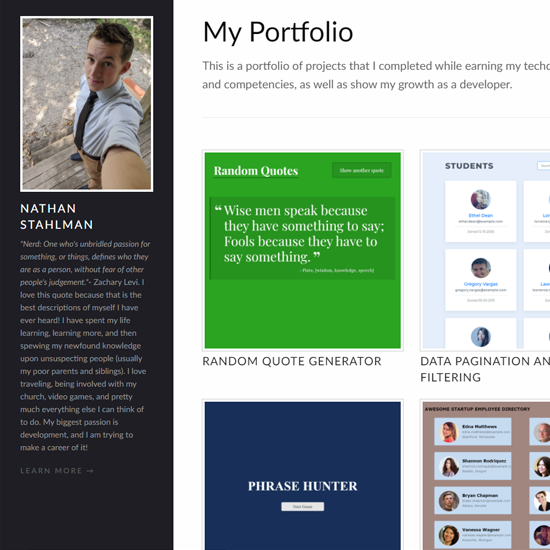 My Portfolio
This is a portfolio of projects that I completed while earning my
and competencies, as well as show my growth as a developer.
NATHAN
STAHLMAN
"Nerd: One who's unbridled passion for
something, or things, defines who they
are as a person, without fear of other
people's judgement."- Zachary Levi. I
love this quote because that is the
best descriptions of myself I have
ever heard! I have spent my life
learning, learning more, and then
spewing my newfound knowledge
upon unsuspecting people (usually
my poor parents and siblings). I love
traveling, being involved with my
church, video games, and pretty
much everything else I can think of
to do. My biggest passion is
development, and I am trying to
make a career of it!
LEARN MORE →
Random Quotes
Show another quote
“ Wise men speak because
they have something to say;
Fools because they have to
say something. ”
- Plato, [wisdom, knowledge, speech]
RANDOM QUOTE GENERATOR
STUDENTS
Ethel Dean
ethel.dean@example.com
Gregory Vargas
gregory.vargas@example.com
DATA PAGINATION AN
FILTERING
PHRASE HUNTER
Start Game
AWESOME STARTUP EMPLOYEE DIRECTORY
Edna Matthews
Shannon Rodriquez
Bryan Chapman
Vanessa Wagner